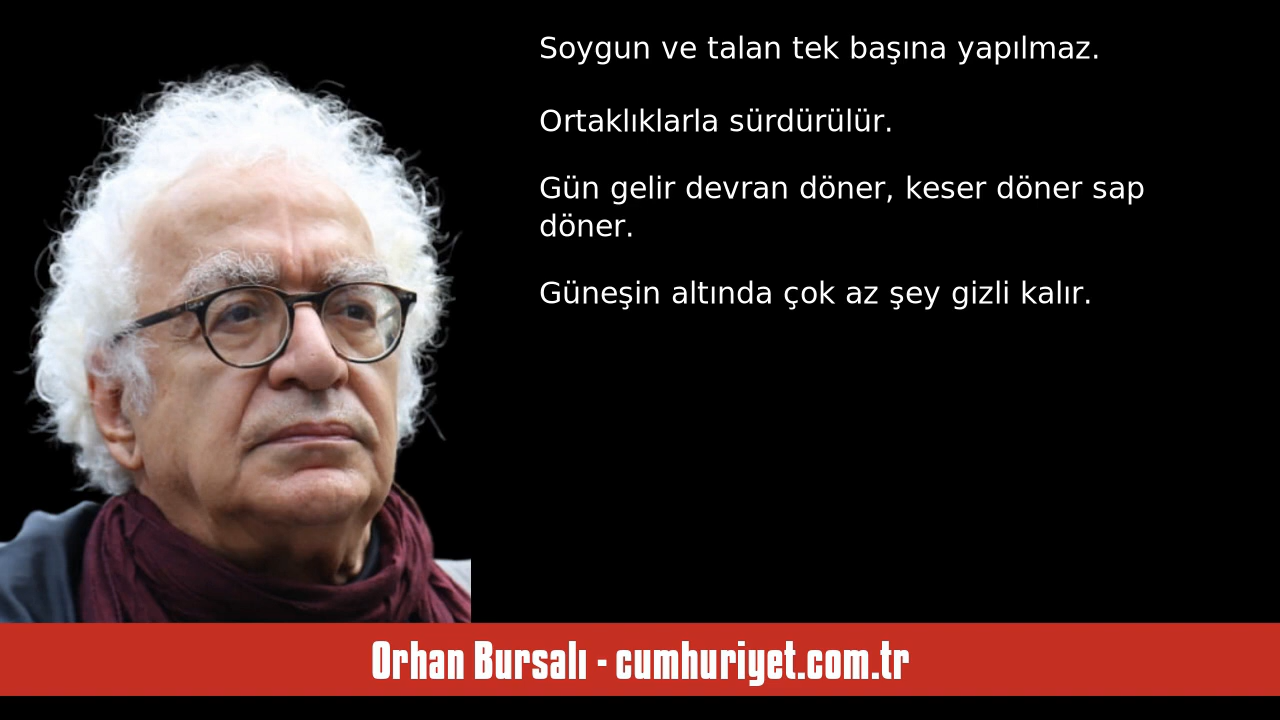 Soygun ve talan tek başına yapılmaz.
Ortaklıklarla sürdürülür.
Gün gelir devran döner, keser döner sap
döner.
Güneşin altında çok az şey gizli kalır.
Orhan Bursalı - cumhuriyet.com.tr